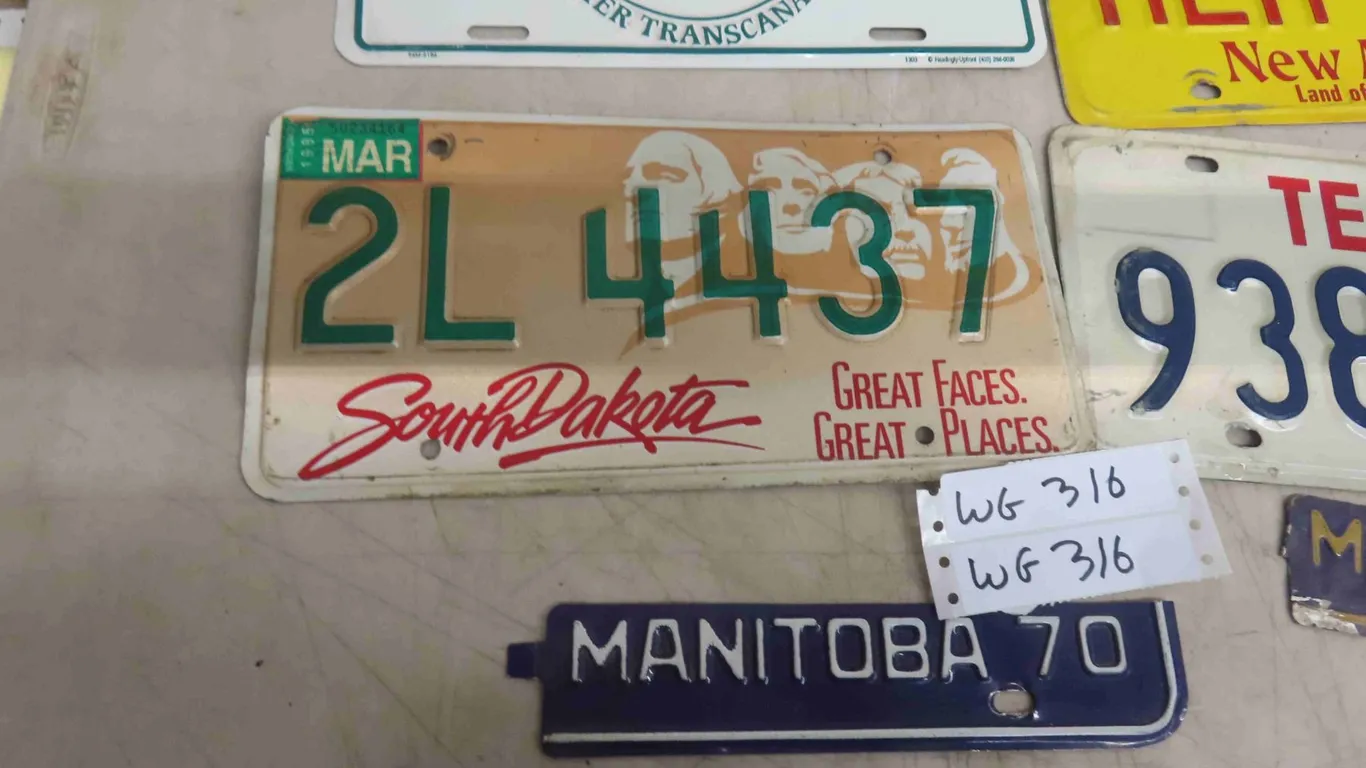 TRANSCANA
New
Land of
1995
MAR
2L 4437
South Dakota
GREAT FACES.
GREAT PLACES.
TE
938
WG 316
WG 316
M
MANITOBA 70